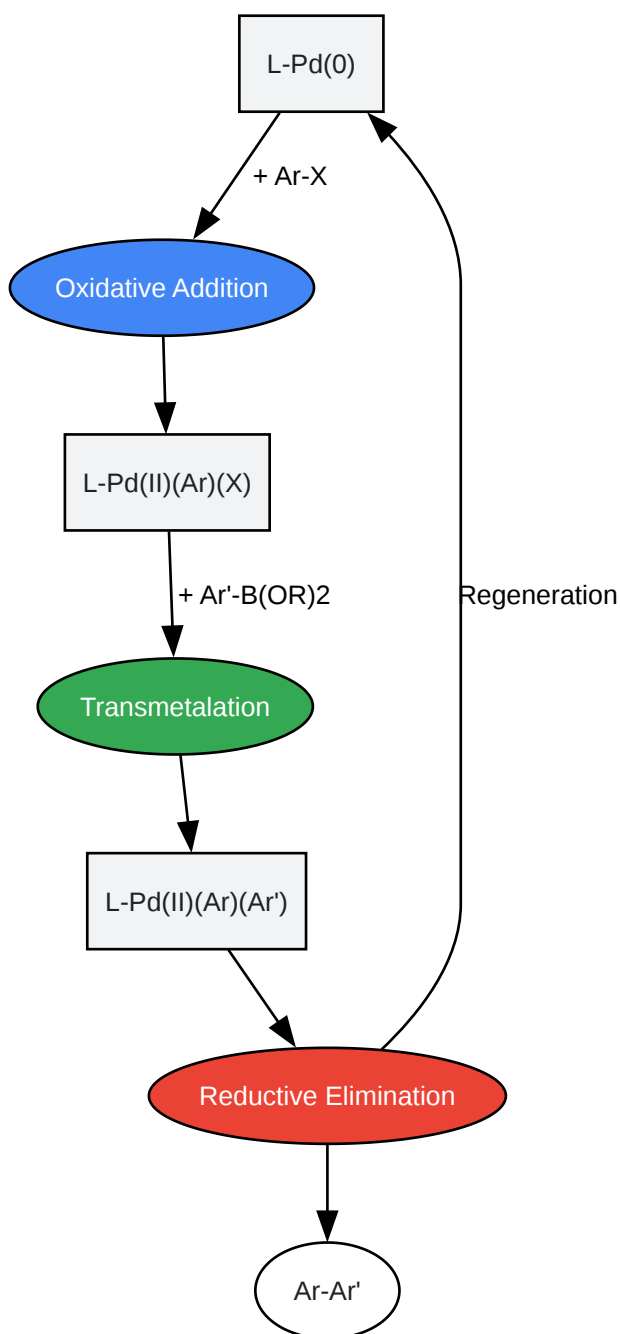 L-Pd(0)
+ Ar-X
Oxidative Addition
L-Pd(II)(Ar)(X)
+ Ar'-B(OR)2
Regeneration
Transmetalation
L-Pd(II)(Ar)(Ar')
Reductive Elimination
Ar-Ar'